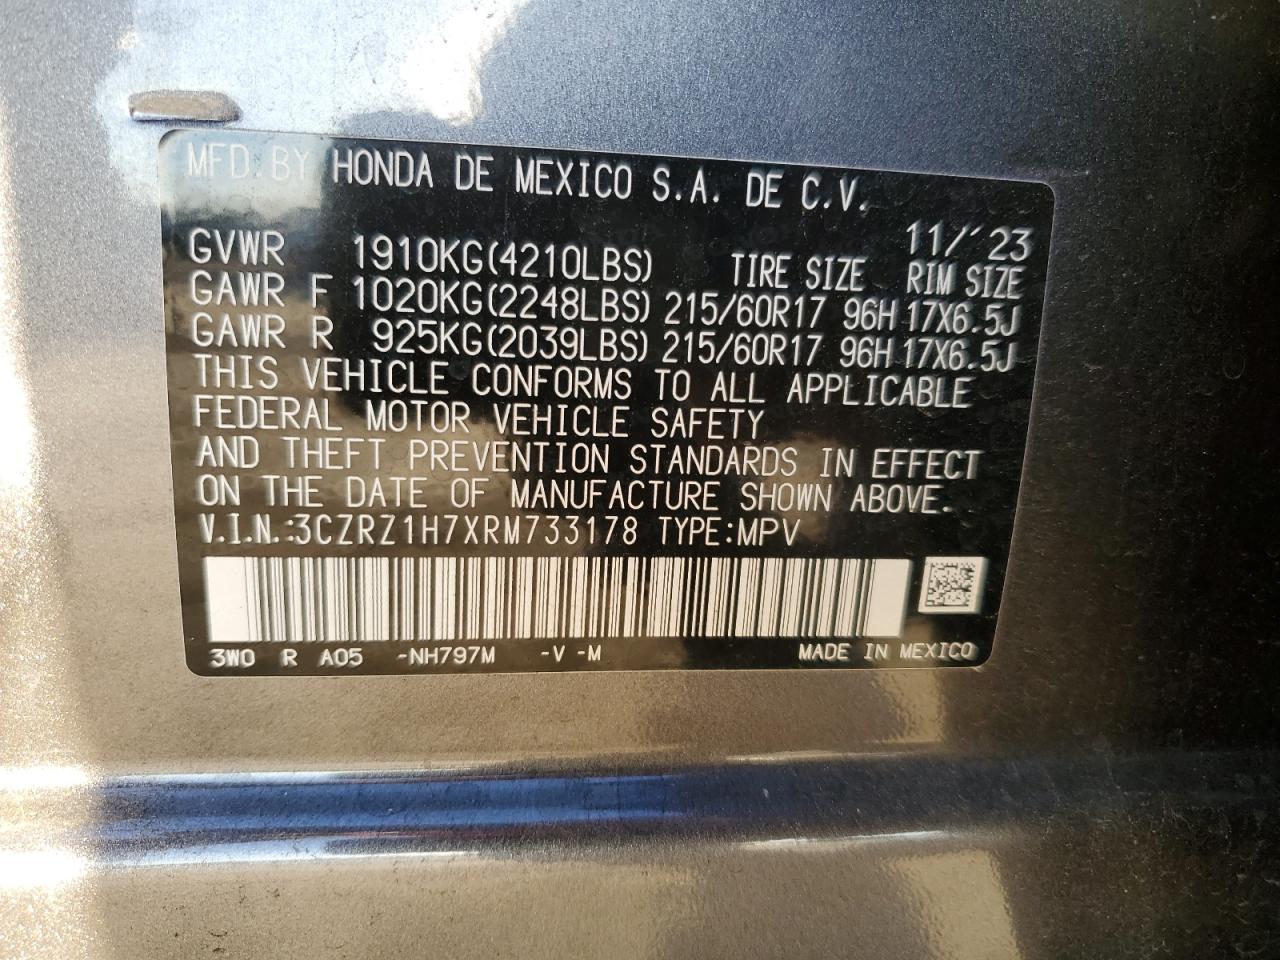 MFD. BY HONDA DE MEXICO S.A. DE C.V.
11/'23
GVWR 1910KG(4210LBS) TIRE SIZE RIM SIZE
GAWR F 1020KG(2248LBS) 215/60R17 96H 17X6.5J
GAWR R 925KG(2039LBS) 215/60R17 96H 17X6.5J
THIS VEHICLE CONFORMS TO ALL APPLICABLE
FEDERAL MOTOR VEHICLE SAFETY
AND THEFT PREVENTION STANDARDS IN EFFECT
ON THE DATE OF MANUFACTURE SHOWN ABOVE.
V.I.N.:3CZRZ1H7XRM733178 TYPE:MPV
3W0 R A05 -NH797M -V -M MADE IN MEXICO